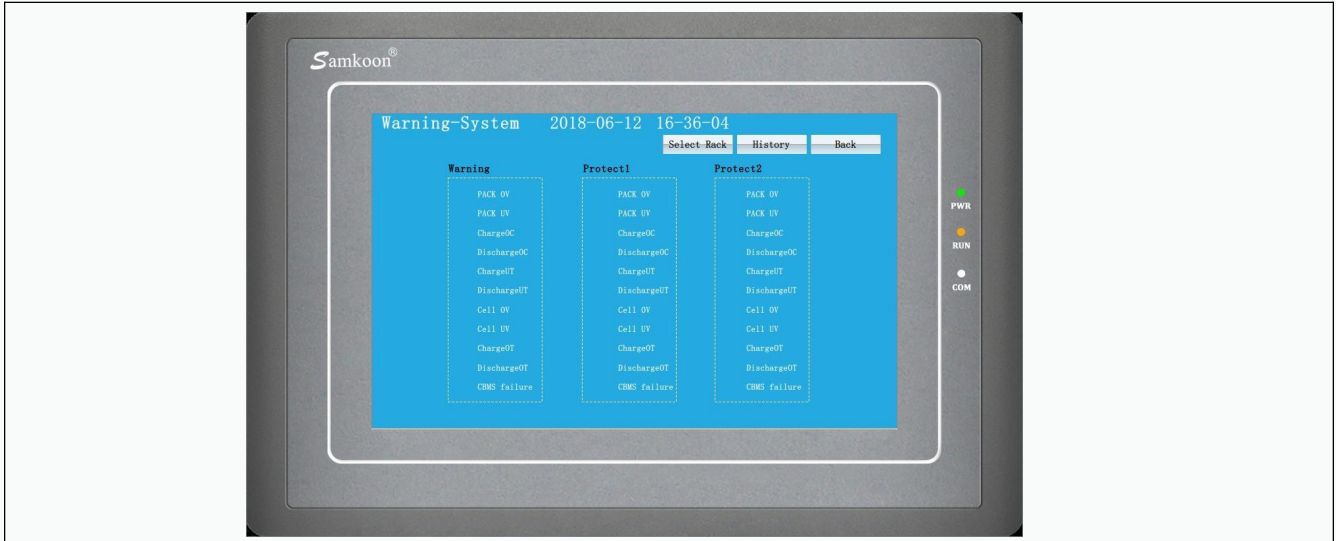 Samkoon®
Warning-System 2018-06-12 16-36-04
Select Rack History Back
Warning Protect1 Protect2
PACK OV PACK OV PACK OV
PACK UV PACK UV PACK UV
ChargeOC ChargeOC ChargeOC
DischargeOC DischargeOC DischargeOC
ChargeUT ChargeUT ChargeUT
DischargeUT DischargeUT DischargeUT
Cell OV Cell OV Cell OV
Cell UV Cell UV Cell UV
ChargeOT ChargeOT ChargeOT
DischargeOT DischargeOT DischargeOT
CBMS failure CBMS failure CBMS failure
PWR
RUN
COM